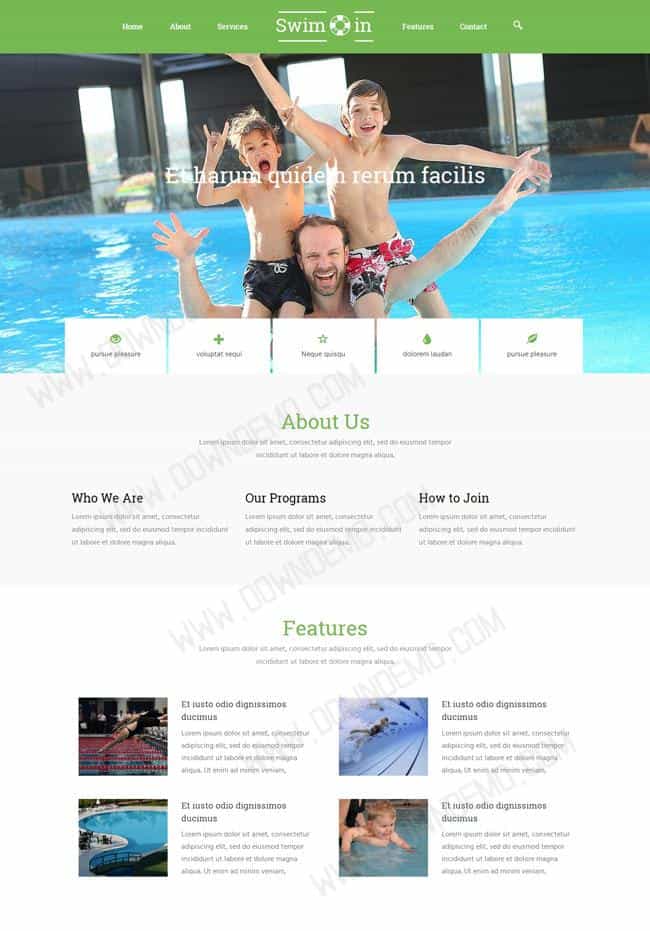 Home About Services Swim in Features Contact
Et harum quidem rerum facilis
pursue pleasure voluptat sequi Neque quisqu dolorem laudan pursue pleasure
About Us
Lorem ipsum dolor sit amet, consectetur adipiscing elit, sed do eiusmod tempor
incididunt ut labore et dolore magna aliqua.
Who We Are
Lorem ipsum dolor sit amet, consectetur
adipiscing elit, sed do eiusmod tempor incididunt
ut labore et dolore magna aliqua.
Our Programs
Lorem ipsum dolor sit amet, consectetur
adipiscing elit, sed do eiusmod tempor incididunt
ut labore et dolore magna aliqua.
How to Join
Lorem ipsum dolor sit amet, consectetur
adipiscing elit, sed do eiusmod tempor incididunt
ut labore et dolore magna aliqua.
Features
Lorem ipsum dolor sit amet, consectetur adipiscing elit, sed do eiusmod tempor
incididunt ut labore et dolore magna aliqua.
Et iusto odio dignissimos
ducimus
Lorem ipsum dolor sit amet, consectetur
adipiscing elit, sed do eiusmod tempor
incididunt ut labore et dolore magna
aliqua. Ut enim ad minim veniam,
Et iusto odio dignissimos
ducimus
Lorem ipsum dolor sit amet, consectetur
adipiscing elit, sed do eiusmod tempor
incididunt ut labore et dolore magna
aliqua. Ut enim ad minim veniam,
Et iusto odio dignissimos
ducimus
Lorem ipsum dolor sit amet, consectetur
adipiscing elit, sed do eiusmod tempor
incididunt ut labore et dolore magna
aliqua. Ut enim ad minim veniam,
Et iusto odio dignissimos
ducimus
Lorem ipsum dolor sit amet, consectetur
adipiscing elit, sed do eiusmod tempor
incididunt ut labore et dolore magna
aliqua. Ut enim ad minim veniam,
WWW.DOWNDEMO.COM
WWW.DOWNDEMO.COM
WWW.DOWNDEMO.COM